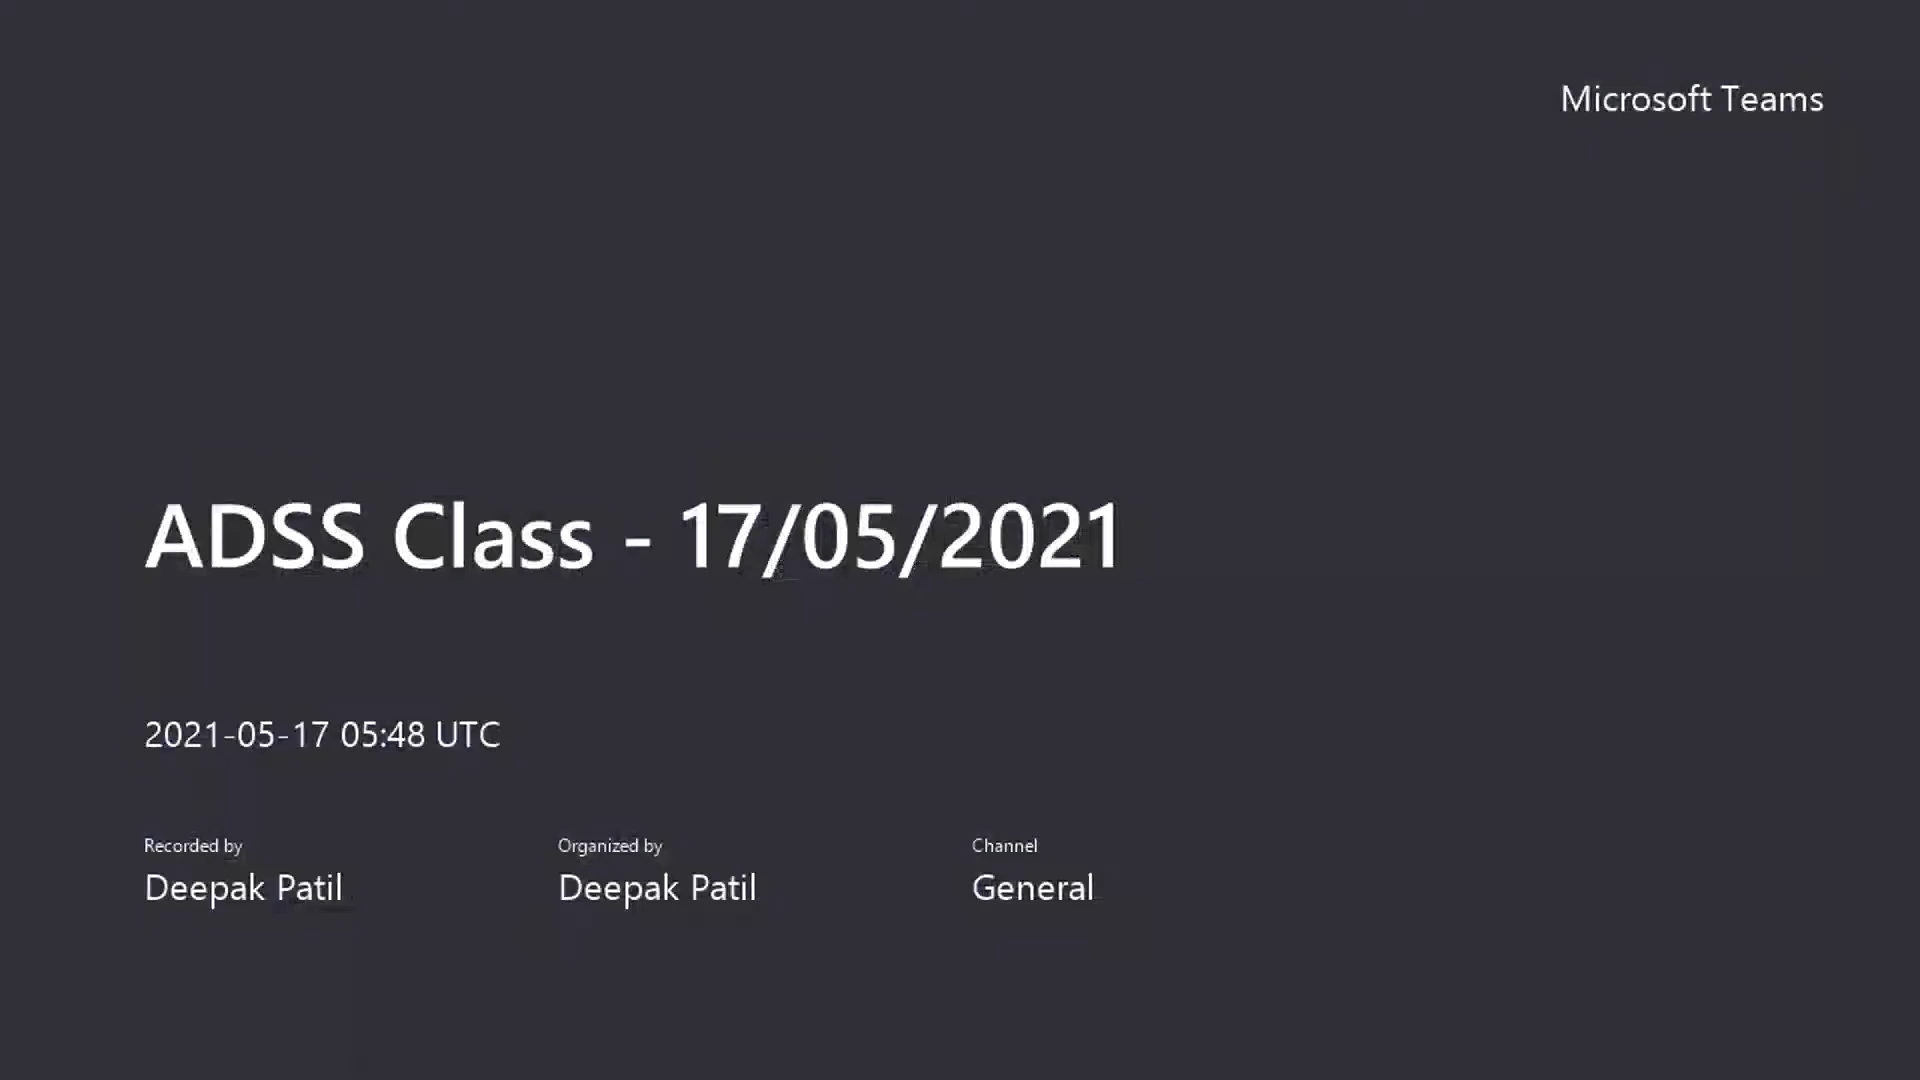 Microsoft Teams
ADSS Class - 17/05/2021
2021-05-17 05:48 UTC
Recorded by
Deepak Patil
Organized by
Deepak Patil
Channel
General